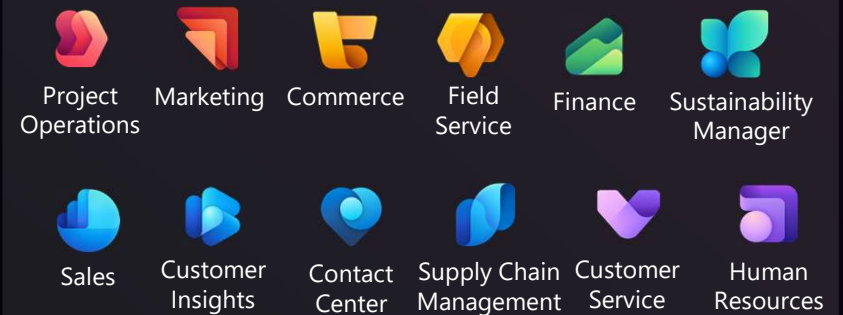 Project
Operations
Marketing
Commerce
Field
Service
Finance
Sustainability
Manager
Sales
Customer
Insights
Contact
Center
Supply Chain
Management
Customer
Service
Human
Resources